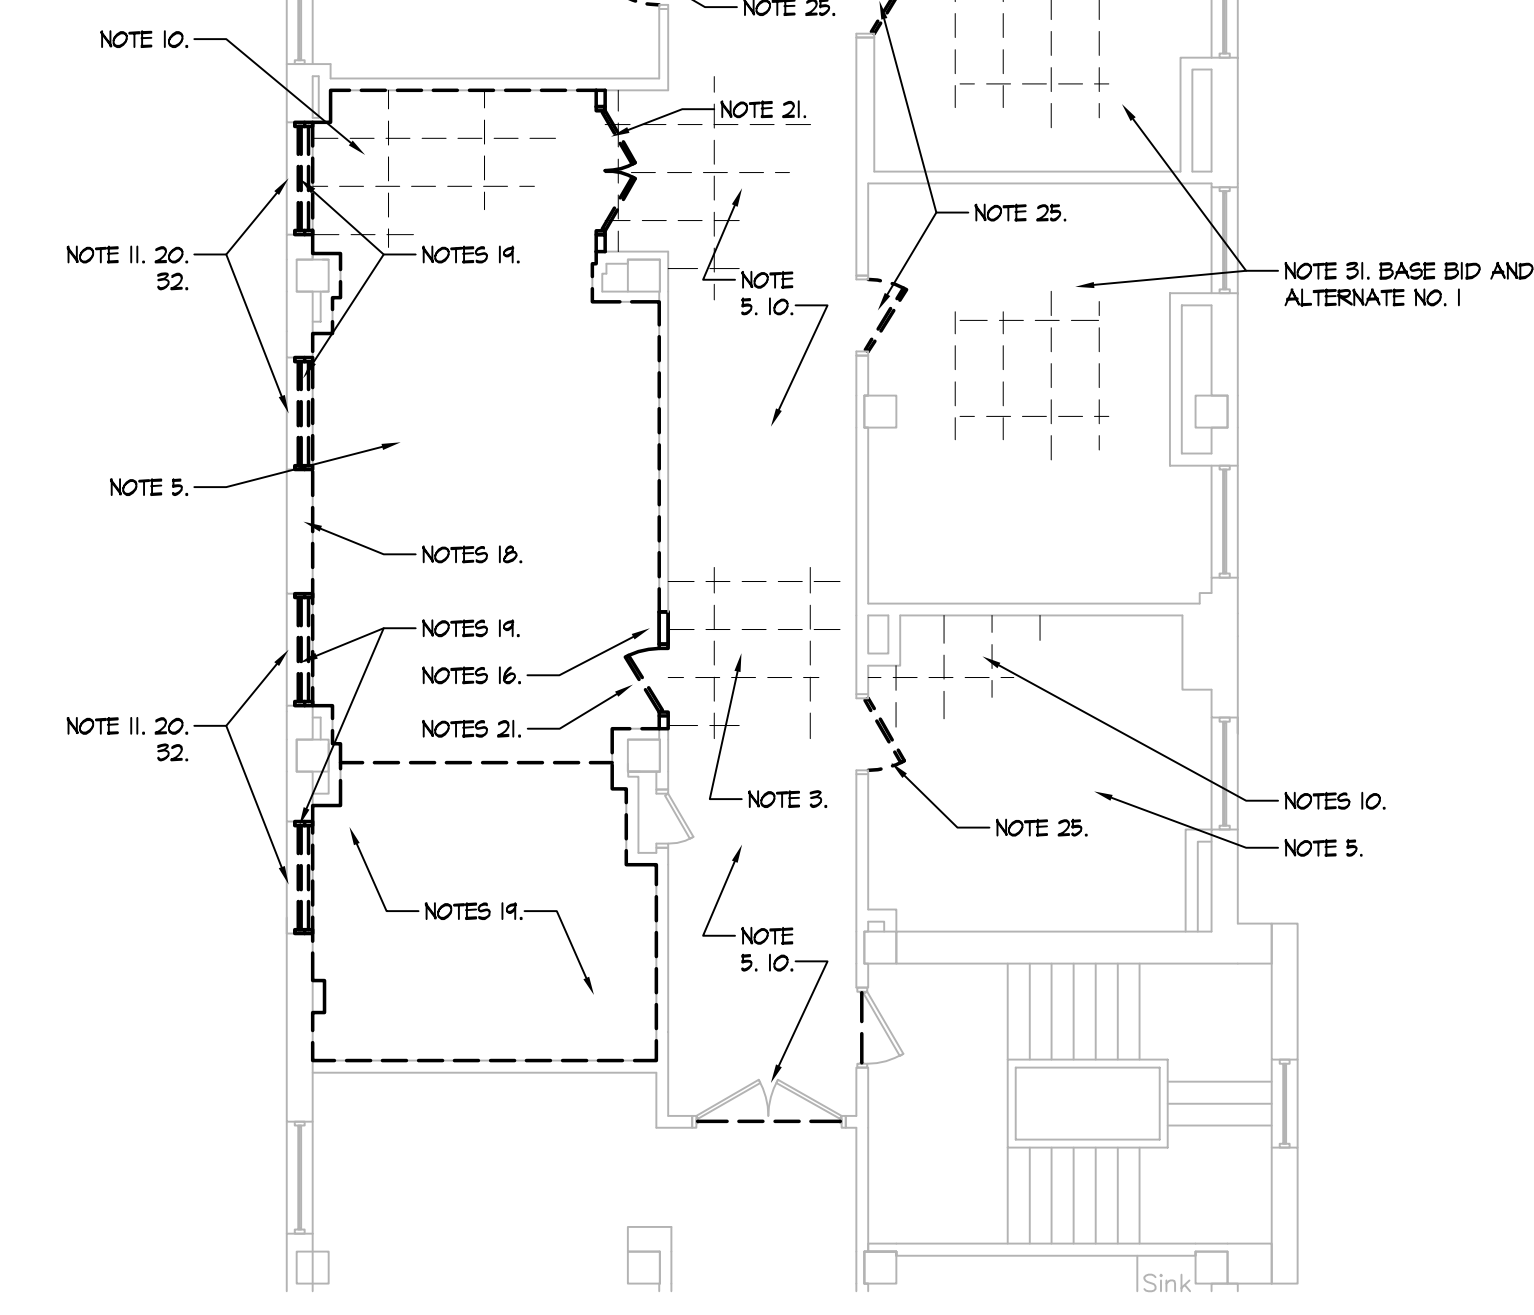 NOTE 25.
NOTE 10.
NOTE 21.
NOTE 25.
NOTE 11. 20.
32.
NOTES 19.
NOTE
5. 10.
NOTE 31. BASE BID AND
ALTERNATE NO. 1
NOTE 5.
NOTES 18.
NOTES 19.
NOTES 16.
NOTES 21.
NOTE 11. 20.
32.
NOTE 3.
NOTES 10.
NOTE 25.
NOTE 5.
NOTES 19.
NOTE
5. 10.
Sink